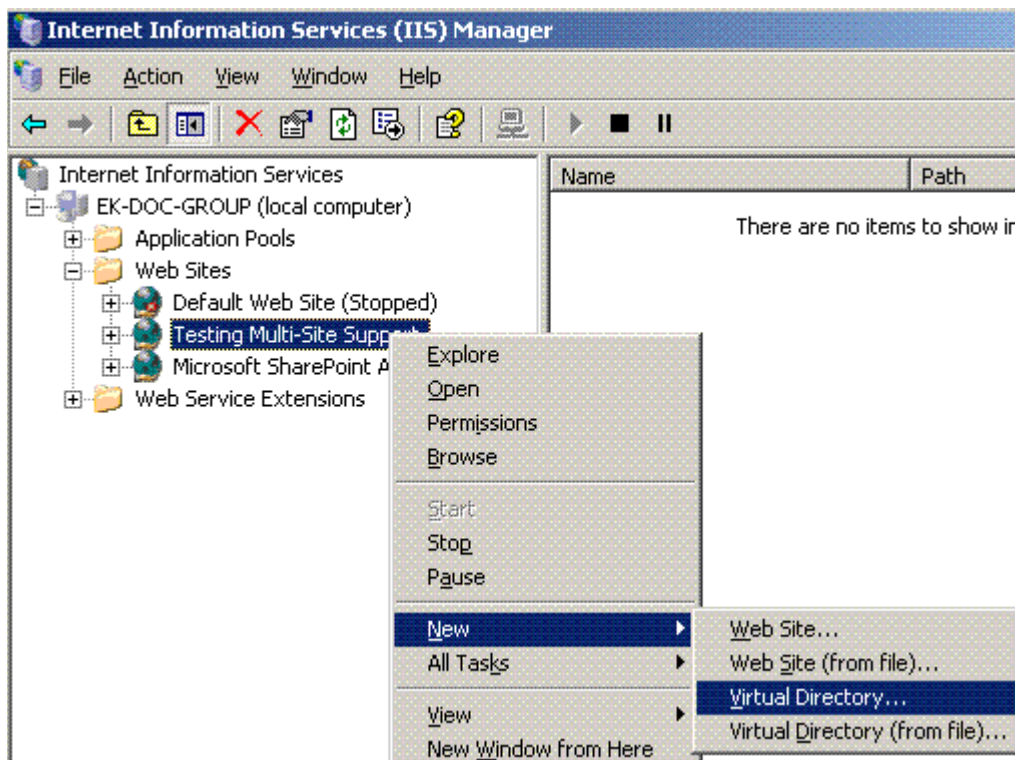 Internet Information Services (IIS) Manager
File Action View Window Help
Internet Information Services
EK-DOC-GROUP (local computer)
Application Pools
Web Sites
Default Web Site (Stopped)
Testing Multi-Site Support
Microsoft SharePoint A
Web Service Extensions
Name Path
There are no items to show in
Explore
Open
Permissions
Browse
Start
Stop
Pause
New
All Tasks
View
New Window from Here
Web Site...
Web Site (from file)...
Virtual Directory...
Virtual Directory (from file)...